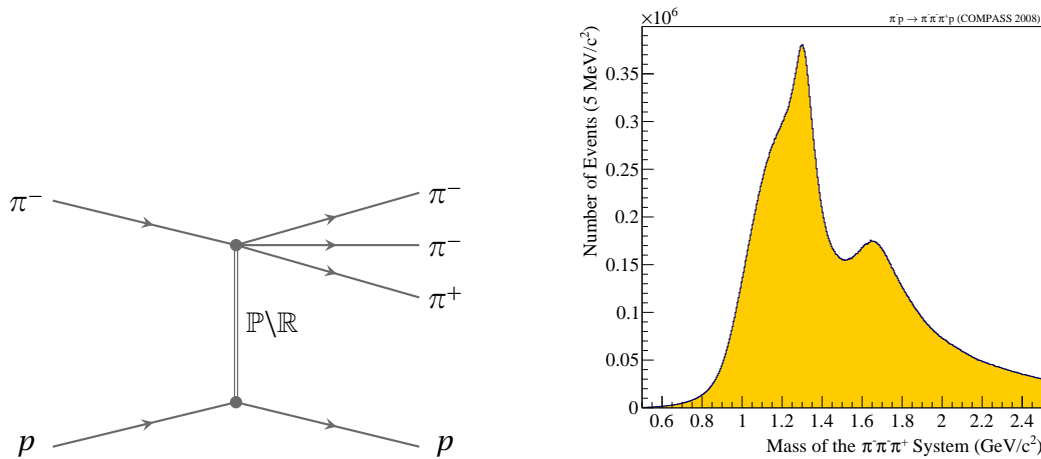 π⁻
π⁻
π⁻
π⁺
ℙ\ℝ
p
p
×10⁶
π⁻p → π⁻π⁻π⁺p (COMPASS 2008)
Number of Events (5 MeV/c²)
0.35
0.3
0.25
0.2
0.15
0.1
0.05
0
0.6 0.8 1 1.2 1.4 1.6 1.8 2 2.2 2.4
Mass of the π⁻π⁻π⁺ System (GeV/c²)